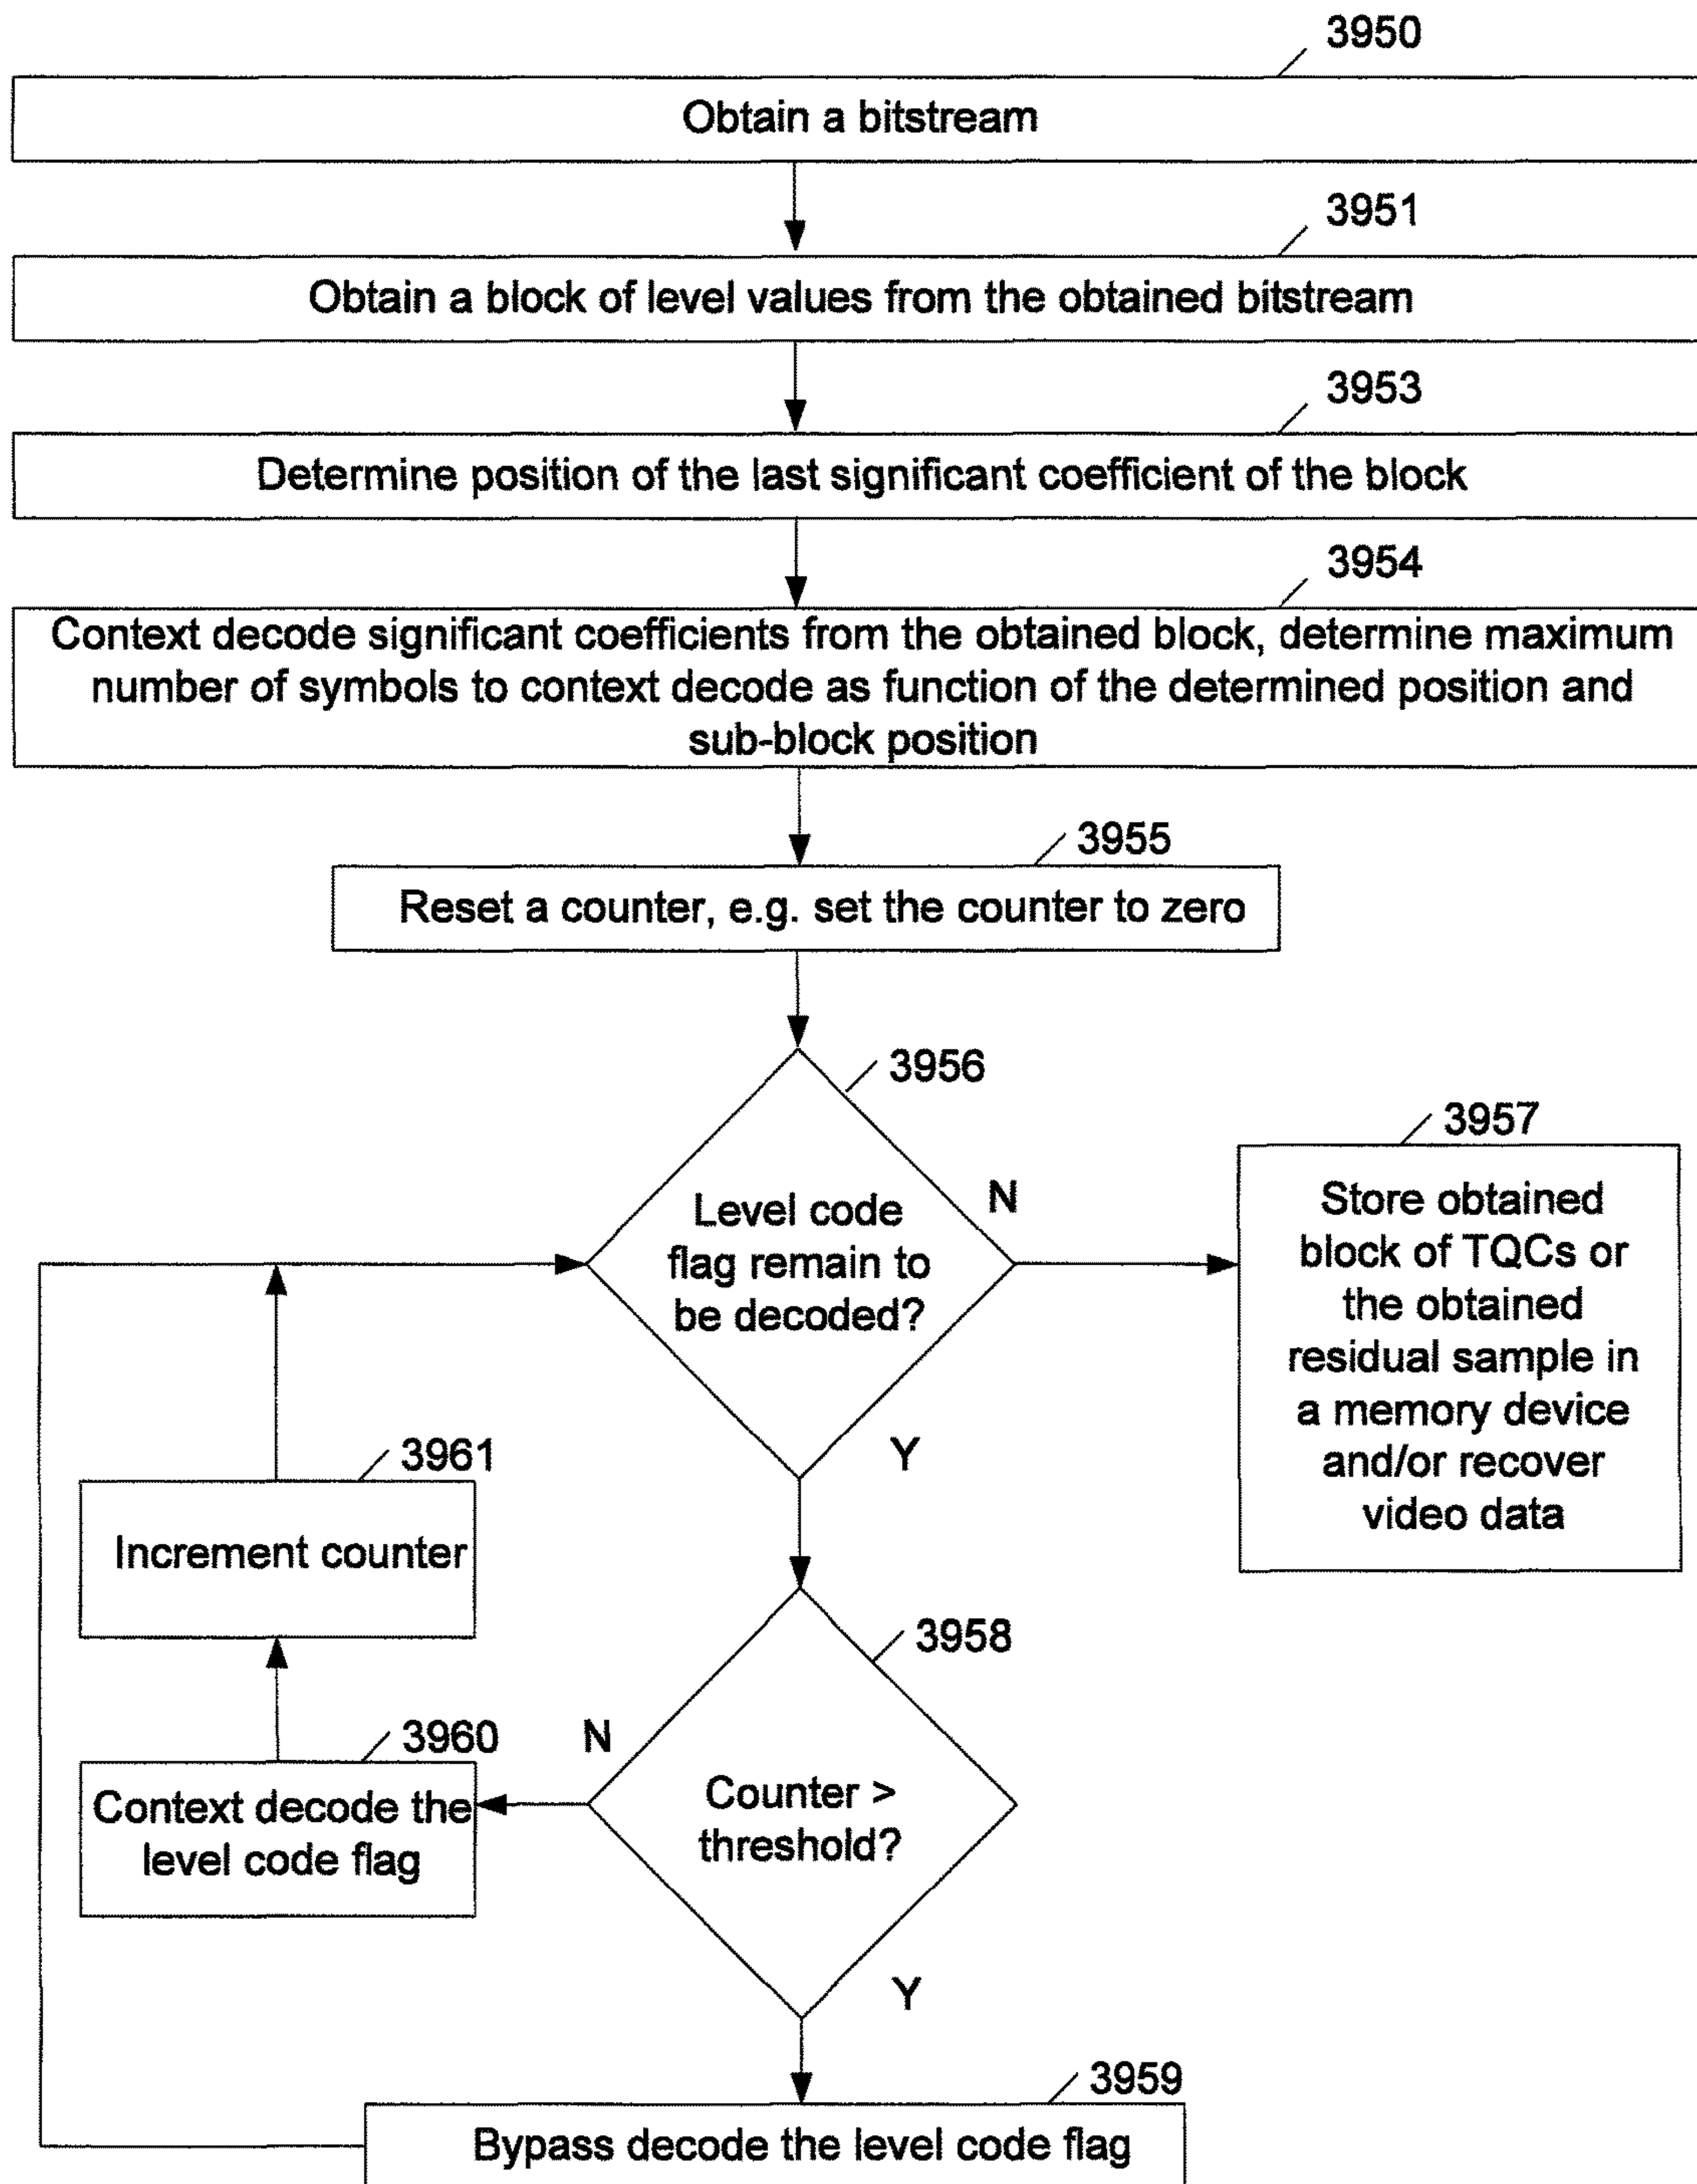 3950
Obtain a bitstream
3951
Obtain a block of level values from the obtained bitstream
3953
Determine position of the last significant coefficient of the block
3954
Context decode significant coefficients from the obtained block, determine maximum
number of symbols to context decode as function of the determined position and
sub-block position
3955
Reset a counter, e.g. set the counter to zero
3956
Level code
flag remain to
be decoded?
N
Y
3957
Store obtained
block of TQCs or
the obtained
residual sample in
a memory device
and/or recover
video data
3961
Increment counter
3958
Counter >
threshold?
N
Y
3960
Context decode the
level code flag
3959
Bypass decode the level code flag